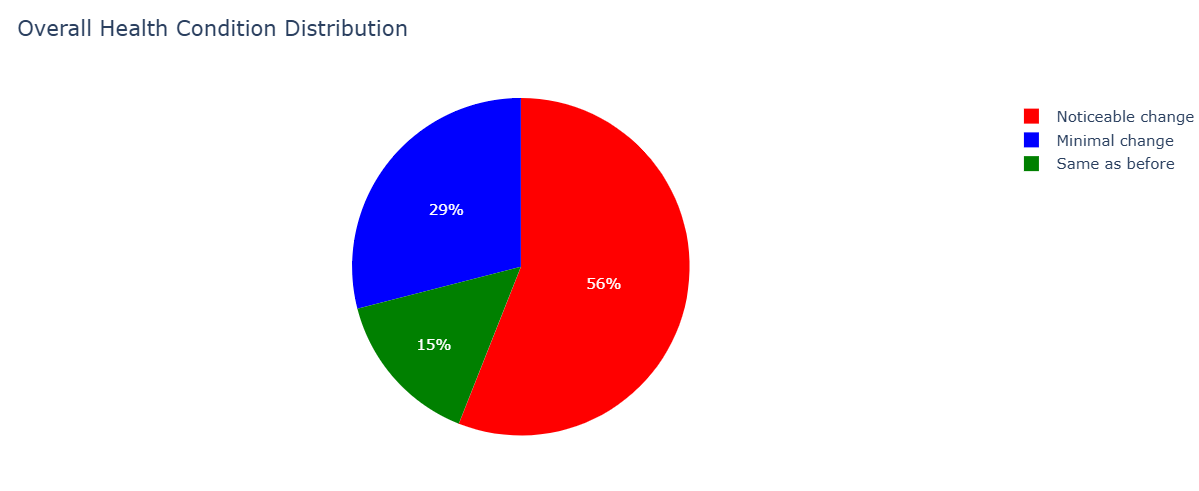 Overall Health Condition Distribution
Noticeable change
Minimal change
Same as before
29%
56%
15%